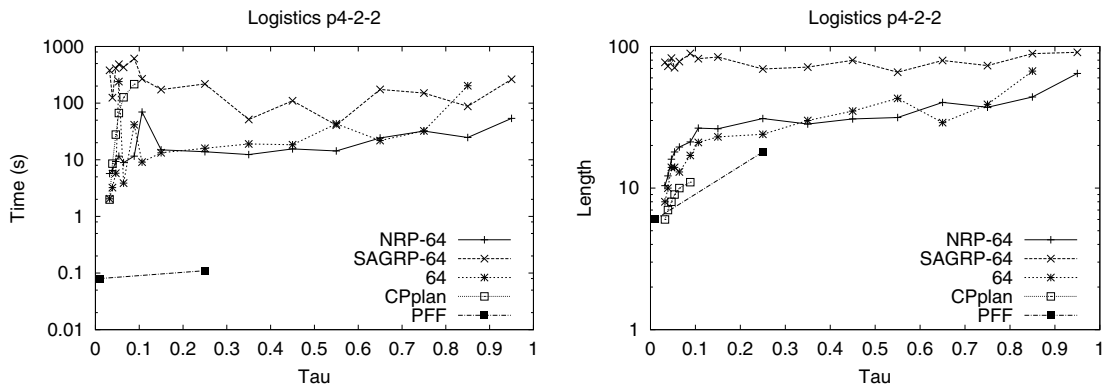 Logistics p4-2-2
1000
100
10
1
0.1
0.01
Time (s)
0 0.1 0.2 0.3 0.4 0.5 0.6 0.7 0.8 0.9 1
Tau
NRP-64
SAGRP-64
64
CPplan
PFF
Logistics p4-2-2
100
10
1
Length
0 0.1 0.2 0.3 0.4 0.5 0.6 0.7 0.8 0.9 1
Tau
NRP-64
SAGRP-64
64
CPplan
PFF